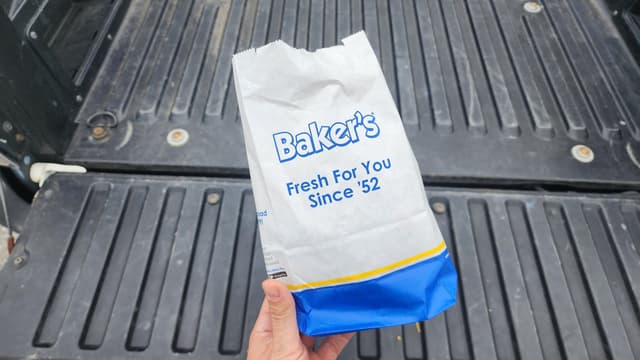 Baker's
Fresh For You
Since '52